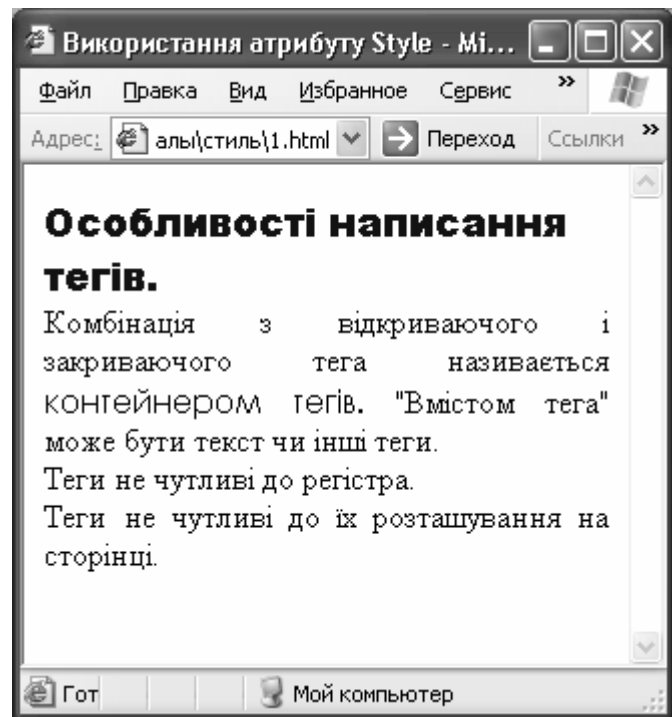 Використання атрибуту Style - Mi...
Файл Правка Вид Избранное Сервис »
Адрес: алы\стиль\1.html Переход Ссылки »
Особливості написання
тегів.
Комбінація з відкриваючого і
закриваючого тега називається
контейнером тегів. "Вмістом тега"
може бути текст чи інші теги.
Теги не чутливі до регістра.
Теги не чутливі до їх розташування на
сторінці.
Гот Мой компьютер